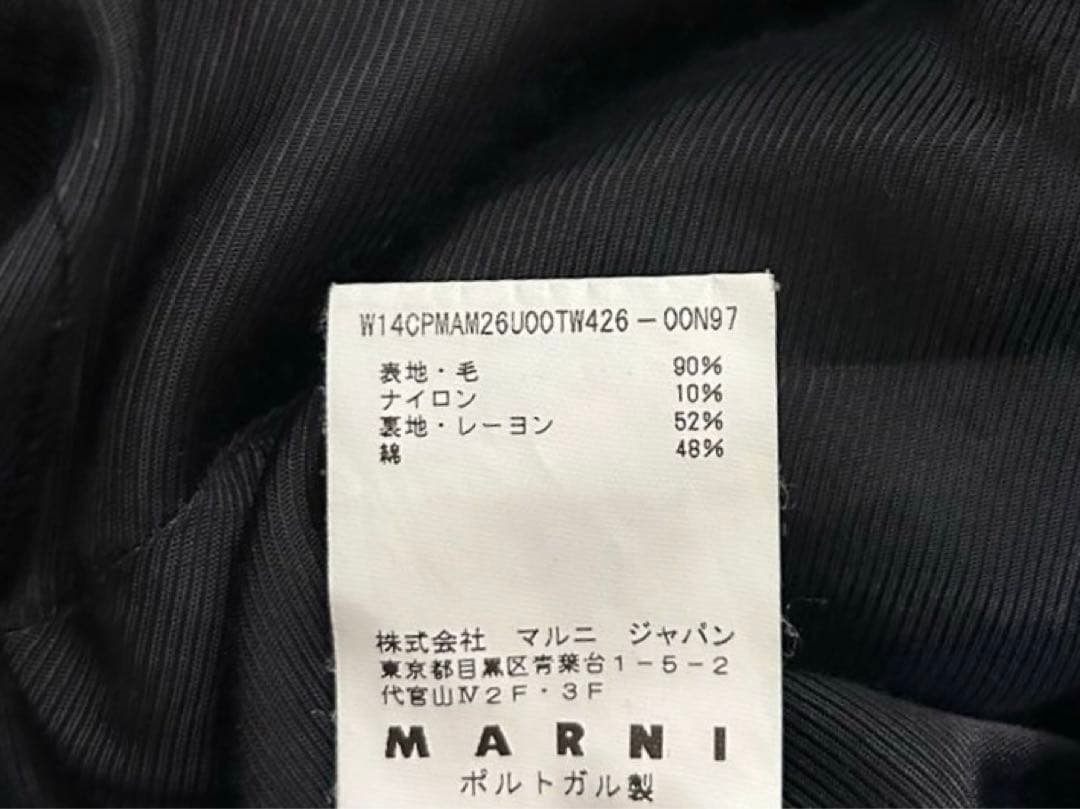 W14CPMAM26U00TW426-00N97
表地・毛 90%
ナイロン 10%
裏地・レーヨン 52%
綿 48%
株式会社 マルニ ジャパン
東京都目黒区青葉台1-5-2
代官山Ⅳ2F・3F
MARNI
ポルトガル製